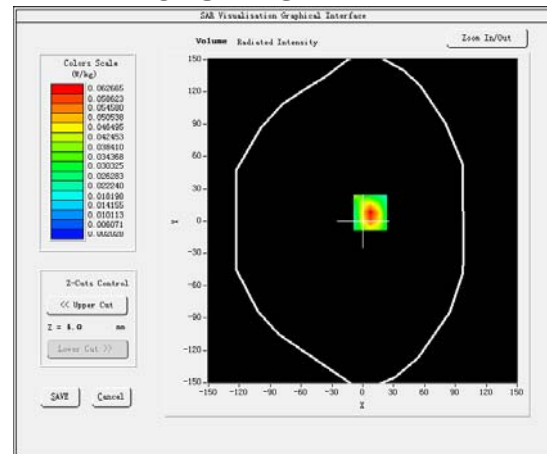 SAR Visualisation Graphical Interface
Volume Radiated Intensity
Zoom In/Out
Colors Scale
(W/kg)
0.062665
0.058623
0.054580
0.050538
0.046495
0.042453
0.038410
0.034368
0.030325
0.026283
0.022240
0.018198
0.014155
0.010113
0.006071
0.002028
Z-Cuts Control
<< Upper Cut
Z = 4.0 mm
Lower Cut >>
SAVE Cancel
150
120
90
60
30
0
-30
-60
-90
-120
-150
Y
-150 -120 -90 -60 -30 0 30 60 90 120 150
X